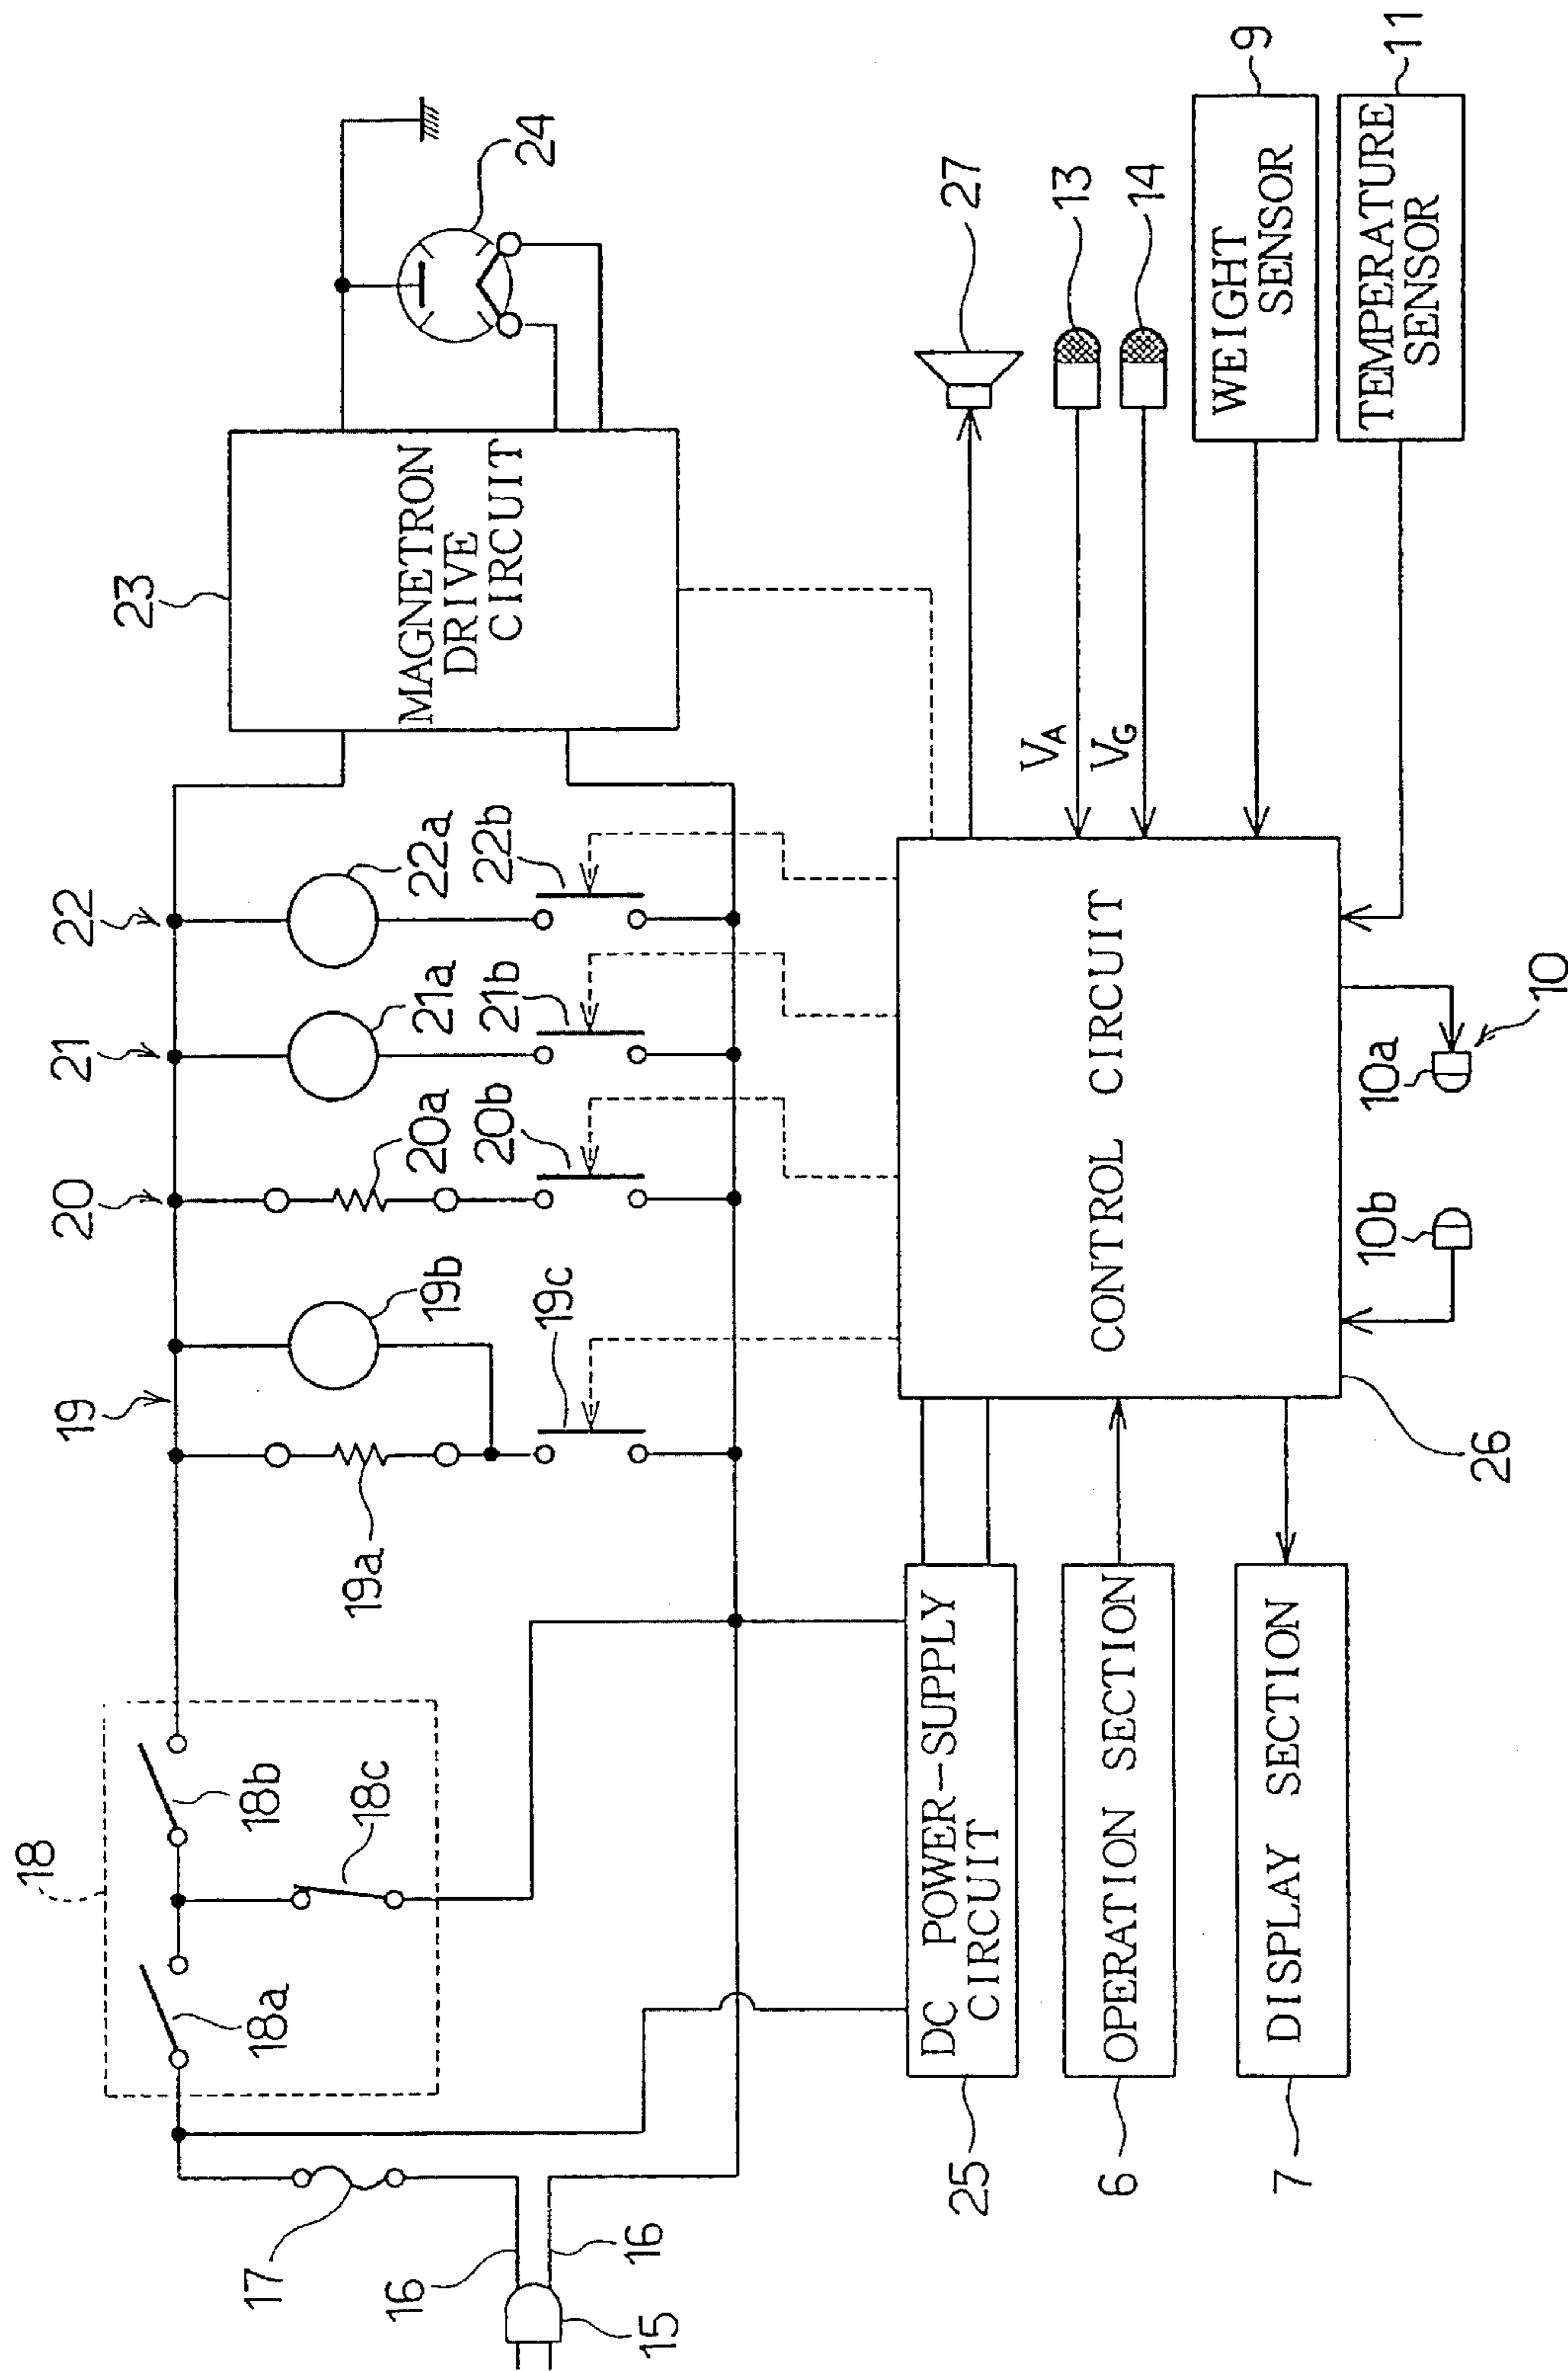 18
18a
18b
18c
17
16
16
15
19
19a
19b
19c
20
20a
20b
21
21a
21b
22
22a
22b
23
MAGNETRON
DRIVE
CIRCUIT
24
DC POWER-SUPPLY
CIRCUIT
25
OPERATION SECTION
6
DISPLAY SECTION
7
CONTROL CIRCUIT
26
27
VA
13
VG
14
WEIGHT
SENSOR
9
TEMPERATURE
SENSOR
11
10b
10a
10